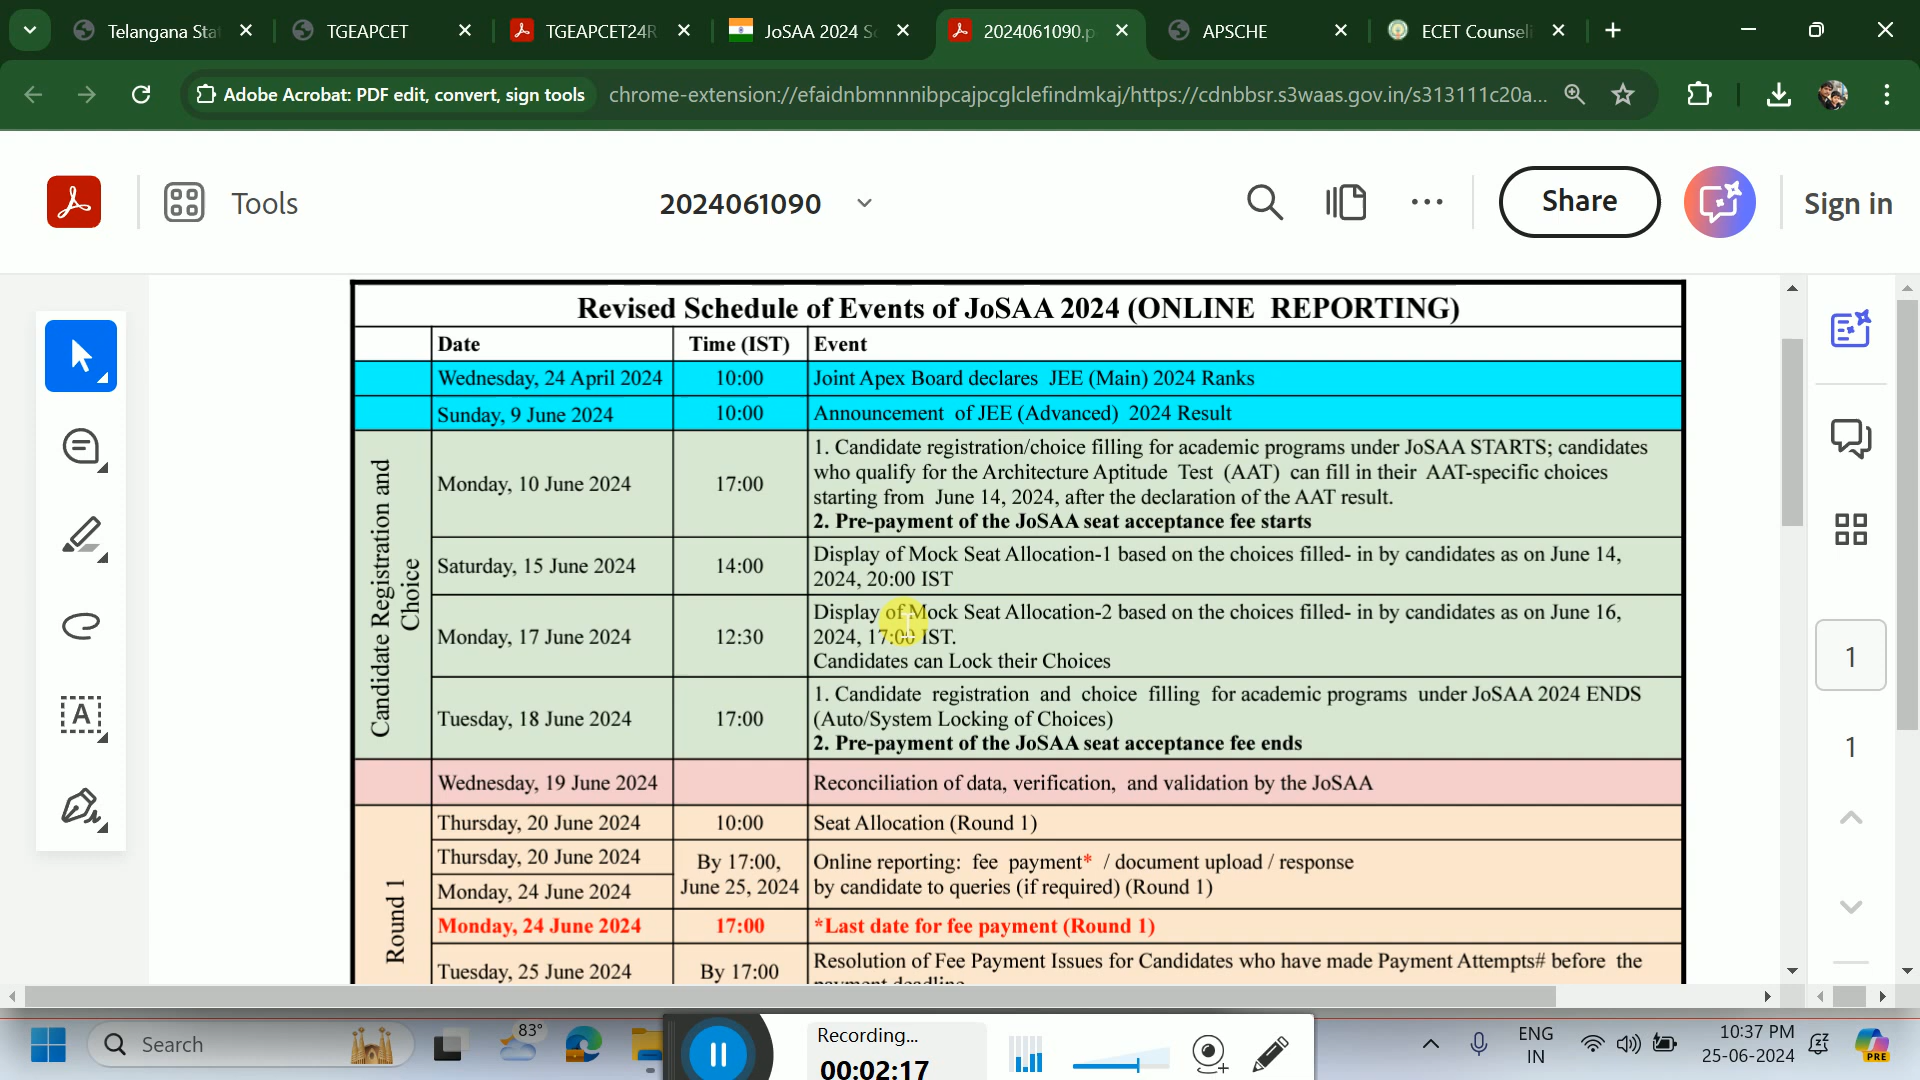 Telangana Sta
TGEAPCET
TGEAPCET24R
JoSAA 2024 Sc
2024061090.p
APSCHE
ECET Counseli
Adobe Acrobat: PDF edit, convert, sign tools
chrome-extension://efaidnbmnnnibpcajpcglclefindmkaj/https://cdnbbsr.s3waas.gov.in/s313111c20a...
Tools
2024061090
Share
Sign in
Revised Schedule of Events of JoSAA 2024 (ONLINE REPORTING)
Date Time (IST) Event
Wednesday, 24 April 2024 10:00 Joint Apex Board declares JEE (Main) 2024 Ranks
Sunday, 9 June 2024 10:00 Announcement of JEE (Advanced) 2024 Result
Candidate Registration and
Choice
Monday, 10 June 2024 17:00
1. Candidate registration/choice filling for academic programs under JoSAA STARTS; candidates
who qualify for the Architecture Aptitude Test (AAT) can fill in their AAT-specific choices
starting from June 14, 2024, after the declaration of the AAT result.
2. Pre-payment of the JoSAA seat acceptance fee starts
Saturday, 15 June 2024 14:00
Display of Mock Seat Allocation-1 based on the choices filled- in by candidates as on June 14,
2024, 20:00 IST
Monday, 17 June 2024 12:30
Display of Mock Seat Allocation-2 based on the choices filled- in by candidates as on June 16,
2024, 17:00 IST.
Candidates can Lock their Choices
Tuesday, 18 June 2024 17:00
1. Candidate registration and choice filling for academic programs under JoSAA 2024 ENDS
(Auto/System Locking of Choices)
2. Pre-payment of the JoSAA seat acceptance fee ends
Wednesday, 19 June 2024 Reconciliation of data, verification, and validation by the JoSAA
Round 1
Thursday, 20 June 2024 10:00 Seat Allocation (Round 1)
Thursday, 20 June 2024
Monday, 24 June 2024
By 17:00,
June 25, 2024
Online reporting: fee payment* / document upload / response
by candidate to queries (if required) (Round 1)
Monday, 24 June 2024 17:00 *Last date for fee payment (Round 1)
Tuesday, 25 June 2024 By 17:00
Resolution of Fee Payment Issues for Candidates who have made Payment Attempts# before the
payment deadline
1
1
Search
83°
Recording...
00:02:17
ENG
IN
10:37 PM
25-06-2024
PRE